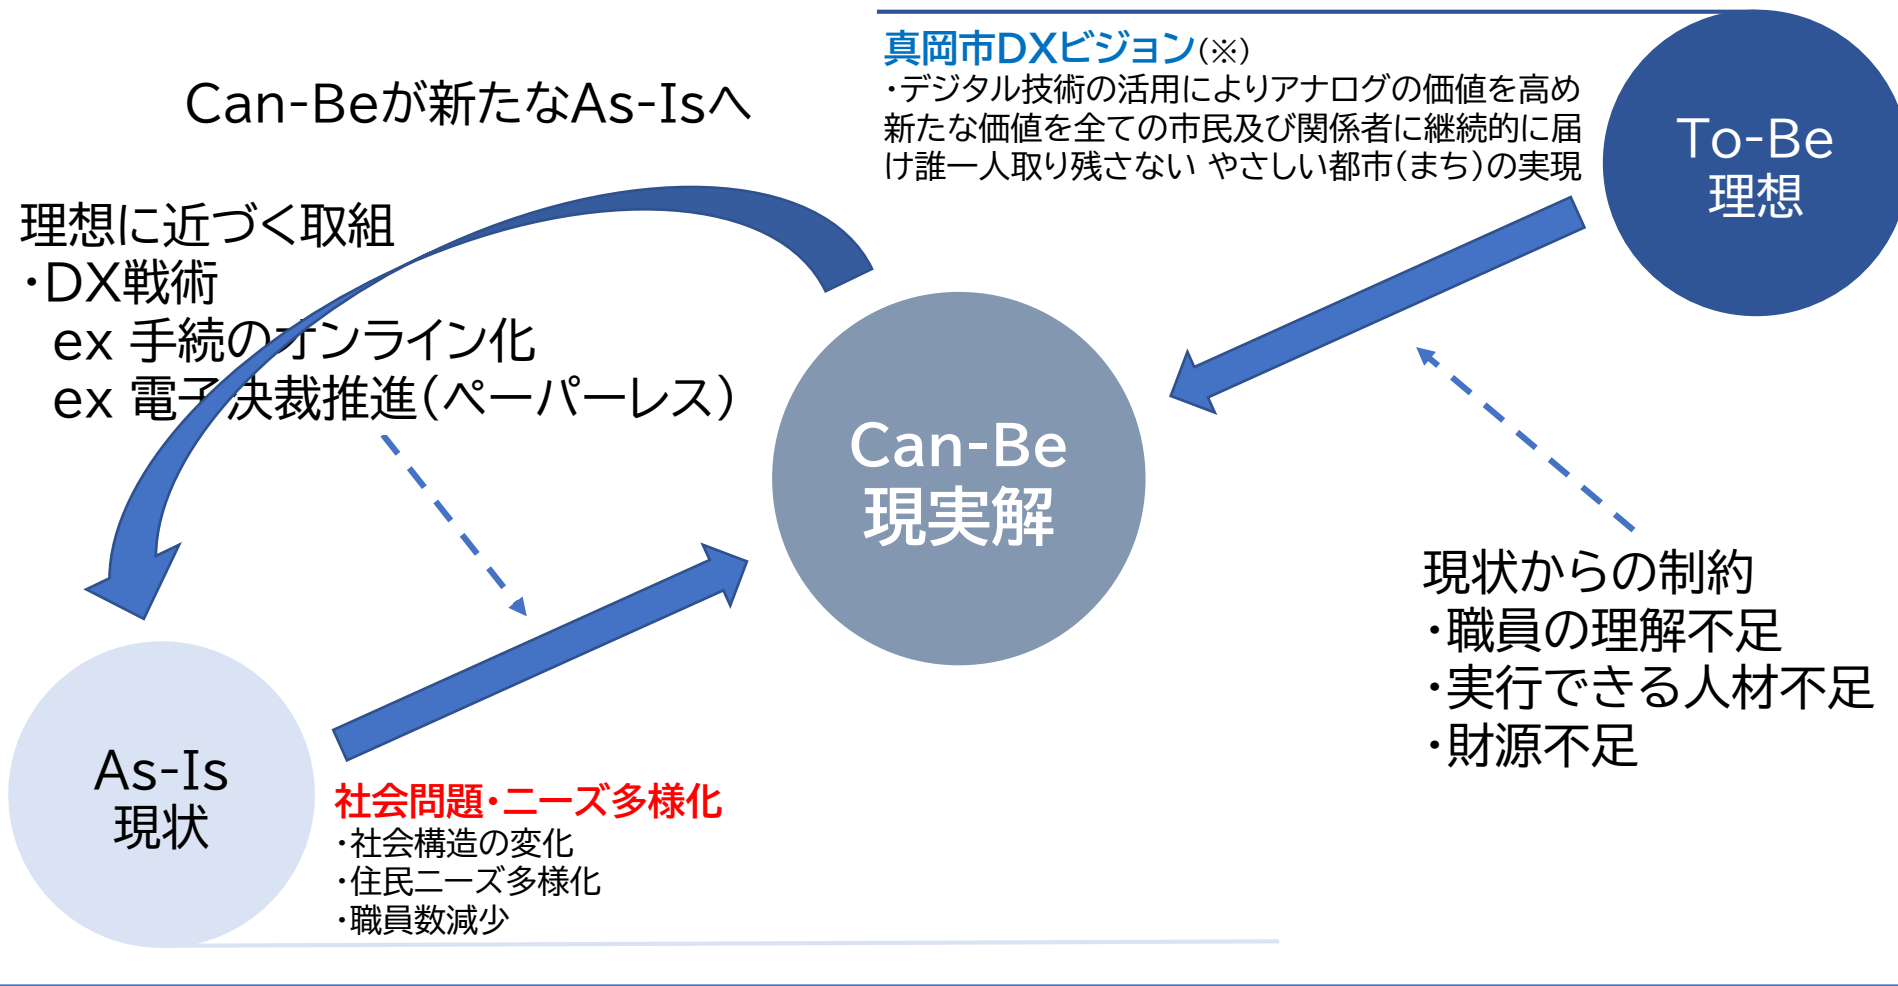 真岡市DXビジョン(※)
・デジタル技術の活用によりアナログの価値を高め
新たな価値を全ての市民及び関係者に継続的に届
け誰一人取り残さない やさしい都市(まち)の実現
To-Be
理想
Can-Beが新たなAs-Isへ
理想に近づく取組
・DX戦術
ex 手続のオンライン化
ex 電子決裁推進(ペーパーレス)
Can-Be
現実解
現状からの制約
・職員の理解不足
・実行できる人材不足
・財源不足
As-Is
現状
社会問題・ニーズ多様化
・社会構造の変化
・住民ニーズ多様化
・職員数減少